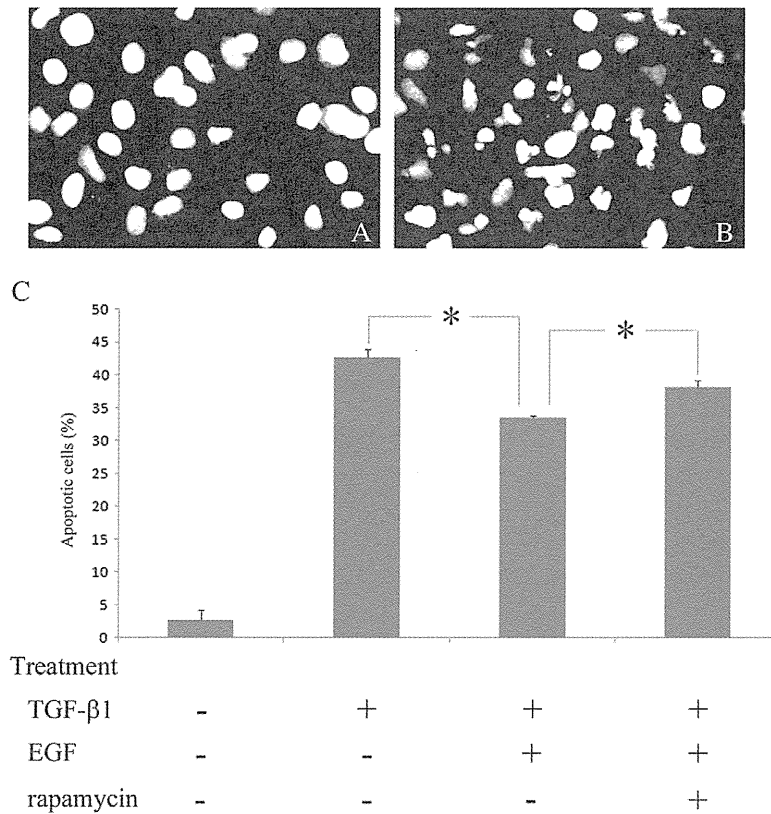 A
B
C
*
*
50
45
40
35
30
25
20
15
10
5
0
Apoptotic cells (%)
Treatment
TGF-β1 - + + +
EGF - - + +
rapamycin - - - +